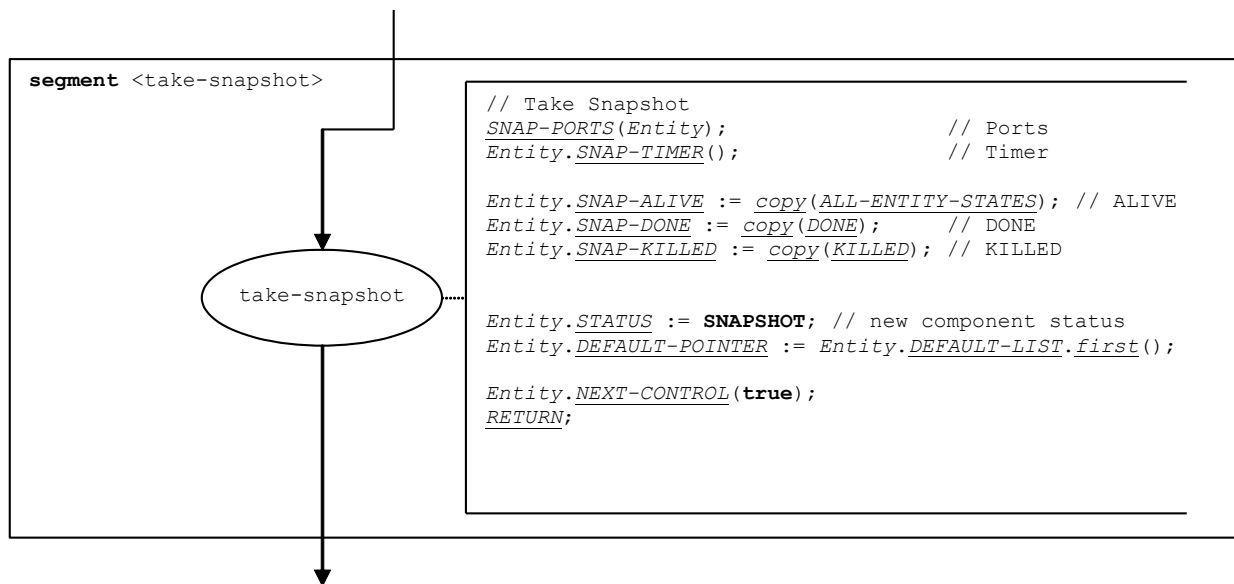 segment <take-snapshot>
// Take Snapshot
SNAP-PORTS(Entity); // Ports
Entity.SNAP-TIMER(); // Timer
Entity.SNAP-ALIVE := copy(ALL-ENTITY-STATES); // ALIVE
Entity.SNAP-DONE := copy(DONE); // DONE
Entity.SNAP-KILLED := copy(KILLED); // KILLED
take-snapshot
Entity.STATUS := SNAPSHOT; // new component status
Entity.DEFAULT-POINTER := Entity.DEFAULT-LIST.first();
Entity.NEXT-CONTROL(true);
RETURN;